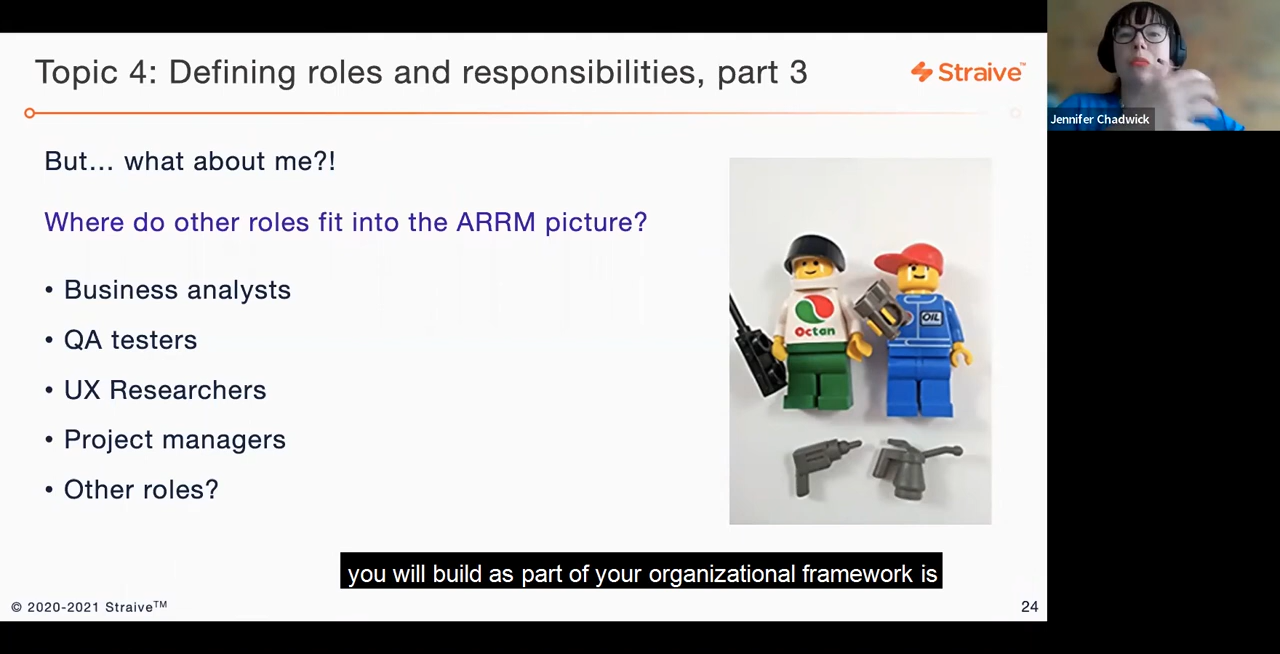 Topic 4: Defining roles and responsibilities, part 3
Straive™
Jennifer Chadwick
But... what about me?!
Where do other roles fit into the ARRM picture?
• Business analysts
• QA testers
• UX Researchers
• Project managers
• Other roles?
Octan
OIL
you will build as part of your organizational framework is
© 2020-2021 Straive™
24